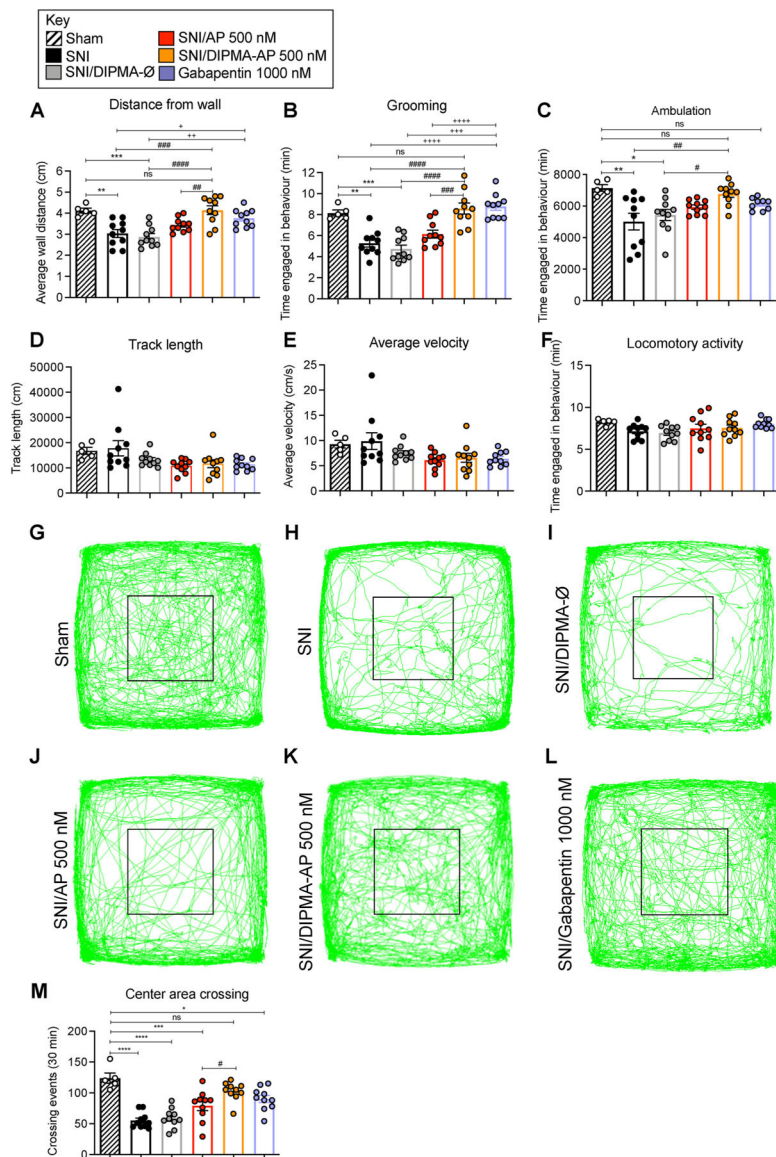 Key
Sham
SNI
SNI/DIPMA-Ø
SNI/AP 500 nM
SNI/DIPMA-AP 500 nM
Gabapentin 1000 nM
A
Distance from wall
+
++
###
***
####
ns
**
##
Average wall distance (cm)
6
5
4
3
2
1
0
B
Grooming
++++
+++
++++
ns
####
***
####
**
###
Time engaged in behaviour (min)
12
10
8
6
4
2
0
C
Ambulation
ns
ns
##
*
#
**
Time engaged in behaviour (min)
8000
6000
4000
2000
0
D
Track length
Track length (cm)
50000
40000
30000
20000
10000
0
E
Average velocity
Average velocity (cm/s)
25
20
15
10
5
0
F
Locomotory activity
Time engaged in behaviour (min)
15
10
5
0
G
Sham
H
SNI
I
SNI/DIPMA-Ø
J
SNI/AP 500 nM
K
SNI/DIPMA-AP 500 nM
L
SNI/Gabapentin 1000 nM
M
Center area crossing
*
ns
***
****
****
#
Crossing events (30 min)
200
150
100
50
0